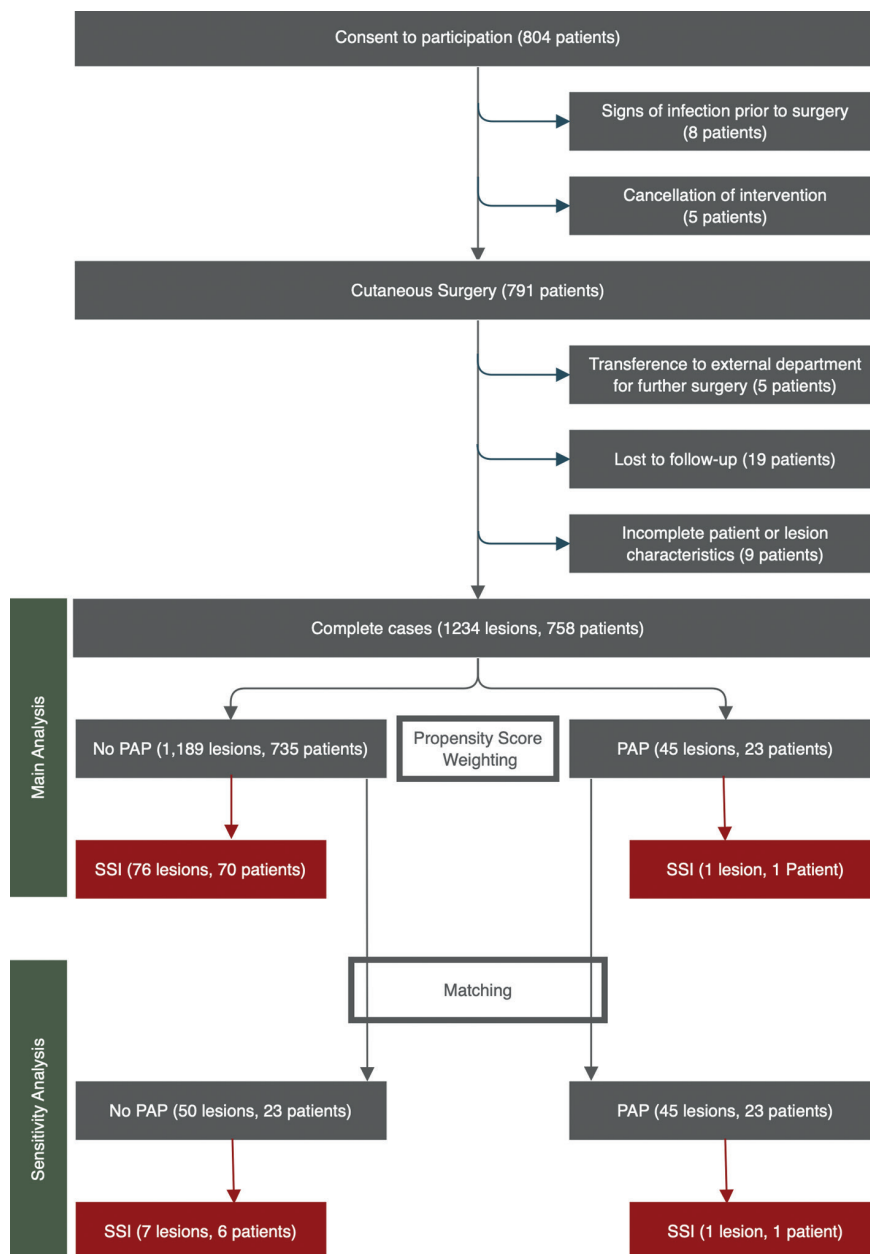 Consent to participation (804 patients)
Signs of infection prior to surgery
(8 patients)
Cancellation of intervention
(5 patients)
Cutaneous Surgery (791 patients)
Transference to external department
for further surgery (5 patients)
Lost to follow-up (19 patients)
Incomplete patient or lesion
characteristics (9 patients)
Main Analysis
Complete cases (1234 lesions, 758 patients)
No PAP (1,189 lesions, 735 patients)
Propensity Score
Weighting
PAP (45 lesions, 23 patients)
SSI (76 lesions, 70 patients)
SSI (1 lesion, 1 Patient)
Sensitivity Analysis
Matching
No PAP (50 lesions, 23 patients)
PAP (45 lesions, 23 patients)
SSI (7 lesions, 6 patients)
SSI (1 lesion, 1 patient)